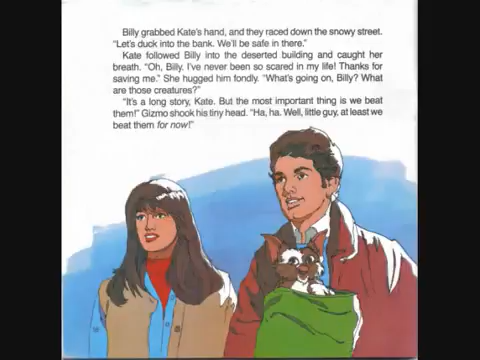 Billy grabbed Kate's hand, and they raced down the snowy street.
"Let's duck into the bank. We'll be safe in there."
Kate followed Billy into the deserted building and caught her
breath. "Oh, Billy. I've never been so scared in my life! Thanks for
saving me." She hugged him fondly. "What's going on, Billy? What
are those creatures?"
"It's a long story, Kate. But the most important thing is we beat
them!" Gizmo shook his tiny head. "Ha, ha. Well, little guy, at least we
beat them for now!"